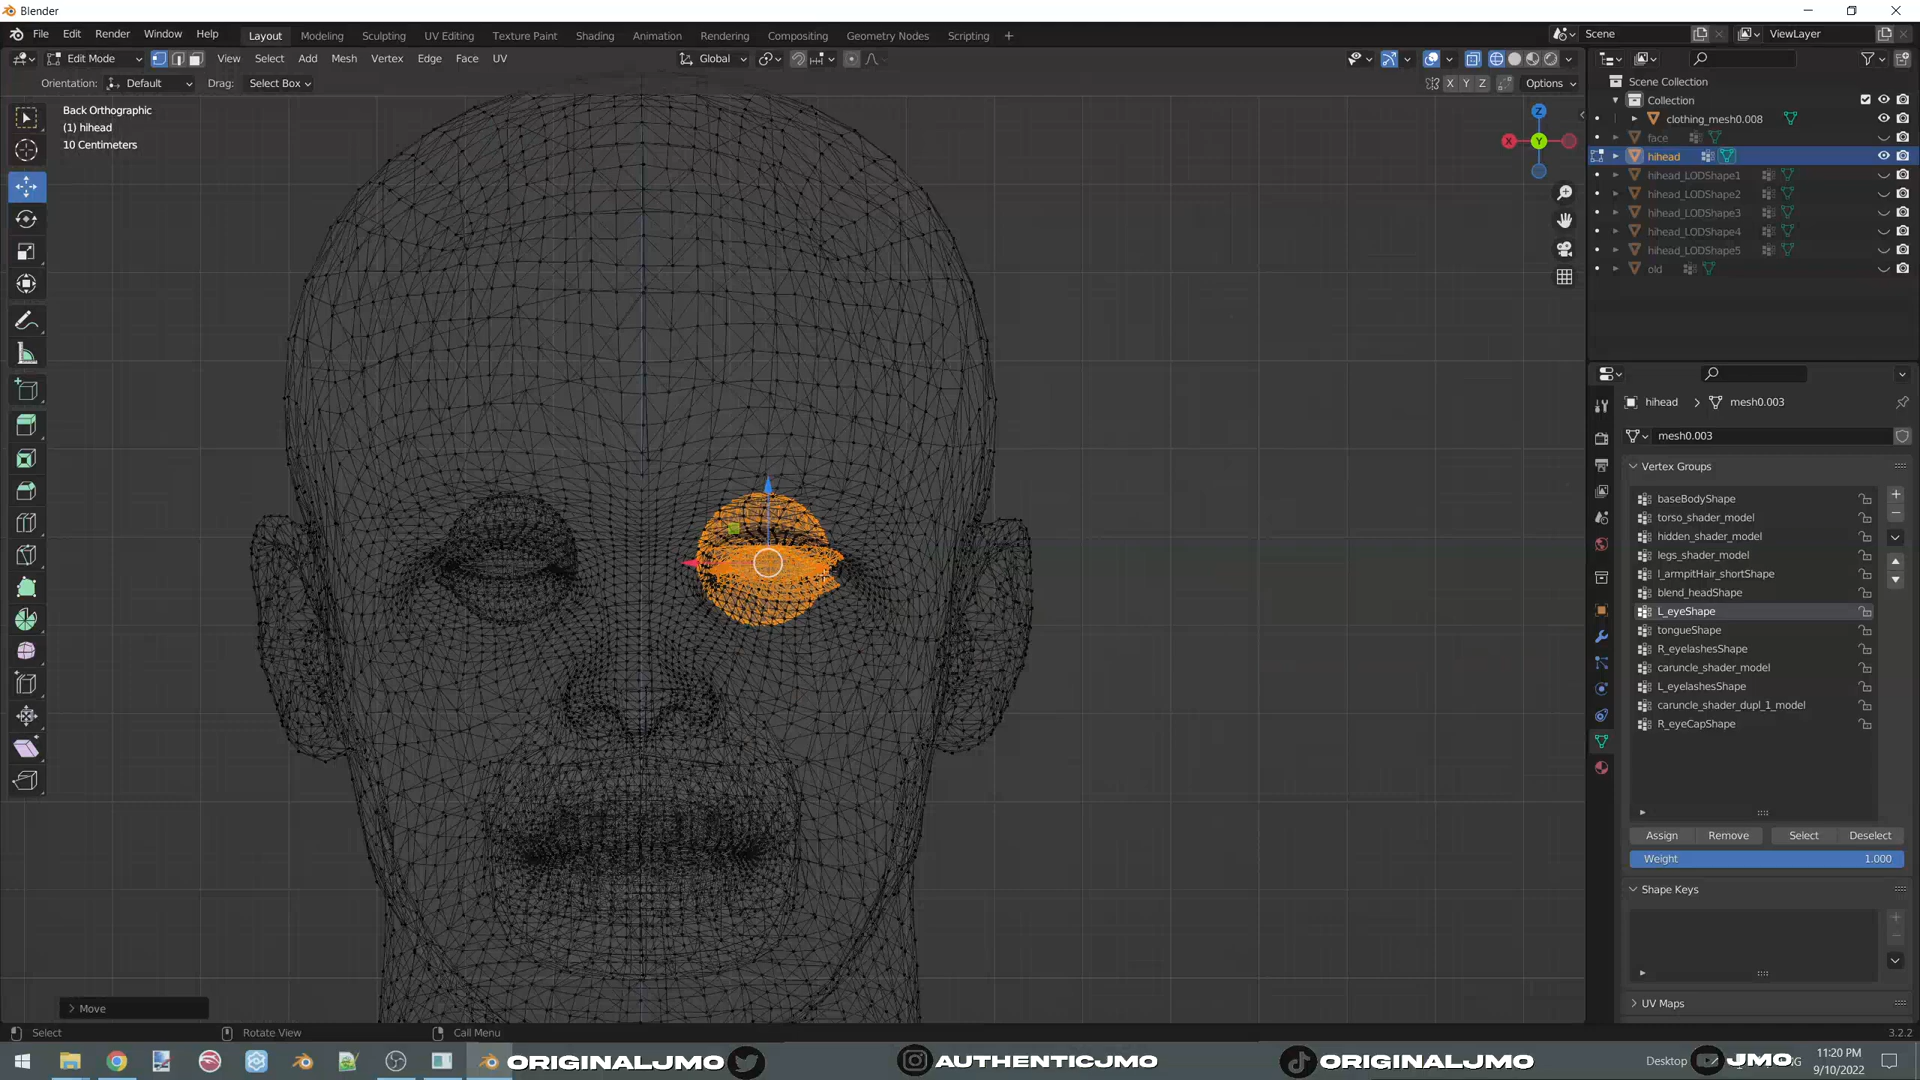 Blender
File Edit Render Window Help
Layout Modeling Sculpting UV Editing Texture Paint Shading Animation Rendering Compositing Geometry Nodes Scripting
Scene
ViewLayer
Edit Mode View Select Add Mesh Vertex Edge Face UV
Global
Orientation: Default Drag: Select Box
X Y Z Options
Back Orthographic
(1) hihead
10 Centimeters
Z
X
Y
Scene Collection
Collection
clothing_mesh0.008
face
hihead
hihead_LODShape1
hihead_LODShape2
hihead_LODShape3
hihead_LODShape4
hihead_LODShape5
old
hihead > mesh0.003
mesh0.003
Vertex Groups
baseBodyShape
torso_shader_model
hidden_shader_model
legs_shader_model
l_armpitHair_shortShape
blend_headShape
L_eyeShape
tongueShape
R_eyelashesShape
caruncle_shader_model
L_eyelashesShape
caruncle_shader_dupl_1_model
R_eyeCapShape
Assign Remove Select Deselect
Weight 1.000
Shape Keys
UV Maps
Move
Select Rotate View Call Menu
3.2.2
ORIGINALJMO
AUTHENTICJMO
ORIGINALJMO
Desktop
JMO
11:20 PM
9/10/2022